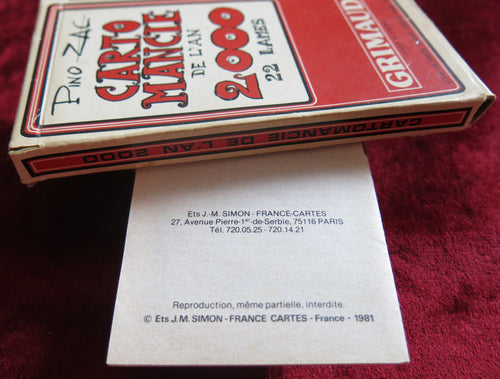 PINO ZAC
CARTO
MANCIE
DE L'AN
2.000
22 LAMES
GRIMAUD
CARTOMANCIE DE L'AN 2000
Ets J.-M. SIMON - FRANCE-CARTES
27, Avenue Pierre-1er-de-Serbie, 75116 PARIS
Tél. 720.05.25 - 720.14.21
Reproduction, même partielle, interdite.
© Ets J.M. SIMON - FRANCE CARTES - France - 1981